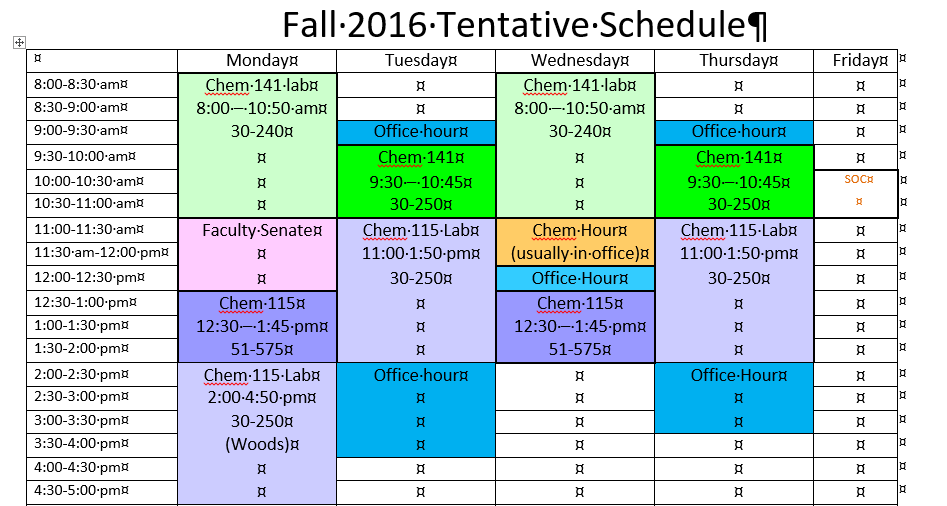 Fall 2016 Tentative Schedule¶
¤ Monday¤ Tuesday¤ Wednesday¤ Thursday¤ Friday¤ ¤
8:00-8:30 am¤ Chem 141 lab¤ ¤ Chem 141 lab¤ ¤ ¤ ¤
8:30-9:00 am¤ 8:00 – 10:50 am¤ ¤ 8:00 – 10:50 am¤ ¤ ¤ ¤
9:00-9:30 am¤ 30-240¤ Office hour¤ 30-240¤ Office hour¤ ¤ ¤
9:30-10:00 am¤ ¤ Chem 141¤ ¤ Chem 141¤ ¤ ¤
10:00-10:30 am¤ ¤ 9:30 – 10:45¤ ¤ 9:30 – 10:45¤ SOC¤ ¤
10:30-11:00 am¤ ¤ 30-250¤ ¤ 30-250¤ ¤ ¤
11:00-11:30 am¤ Faculty Senate¤ Chem 115 Lab¤ Chem Hour¤ Chem 115 Lab¤ ¤ ¤
11:30 am-12:00 pm¤ ¤ 11:00 1:50 pm¤ (usually in office)¤ 11:00 1:50 pm¤ ¤ ¤
12:00-12:30 pm¤ ¤ 30-250¤ Office Hour¤ 30-250¤ ¤ ¤
12:30-1:00 pm¤ Chem 115¤ ¤ Chem 115¤ ¤ ¤ ¤
1:00-1:30 pm¤ 12:30 – 1:45 pm¤ ¤ 12:30 – 1:45 pm¤ ¤ ¤ ¤
1:30-2:00 pm¤ 51-575¤ ¤ 51-575¤ ¤ ¤ ¤
2:00-2:30 pm¤ Chem 115 Lab¤ Office hour¤ ¤ Office Hour¤ ¤ ¤
2:30-3:00 pm¤ 2:00 4:50 pm¤ ¤ ¤ ¤ ¤ ¤
3:00-3:30 pm¤ 30-250¤ ¤ ¤ ¤ ¤ ¤
3:30-4:00 pm¤ (Woods)¤ ¤ ¤ ¤ ¤ ¤
4:00-4:30 pm¤ ¤ ¤ ¤ ¤ ¤ ¤
4:30-5:00 pm¤ ¤ ¤ ¤ ¤ ¤ ¤